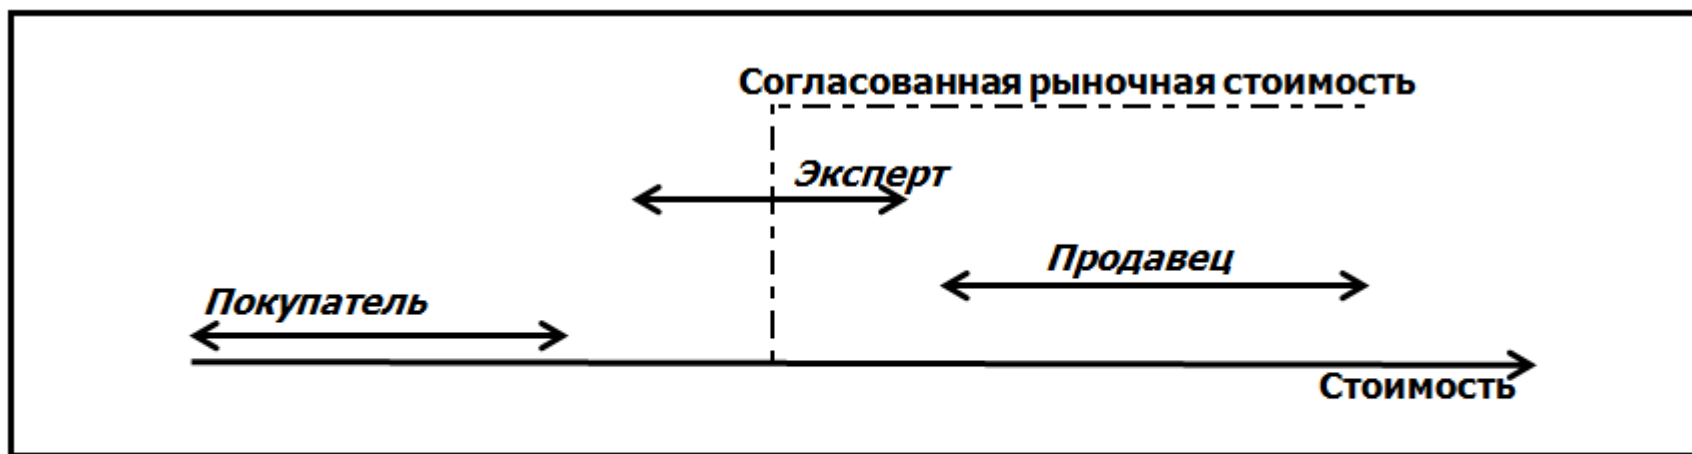 Согласованная рыночная стоимость
Эксперт
Продавец
Покупатель
Стоимость